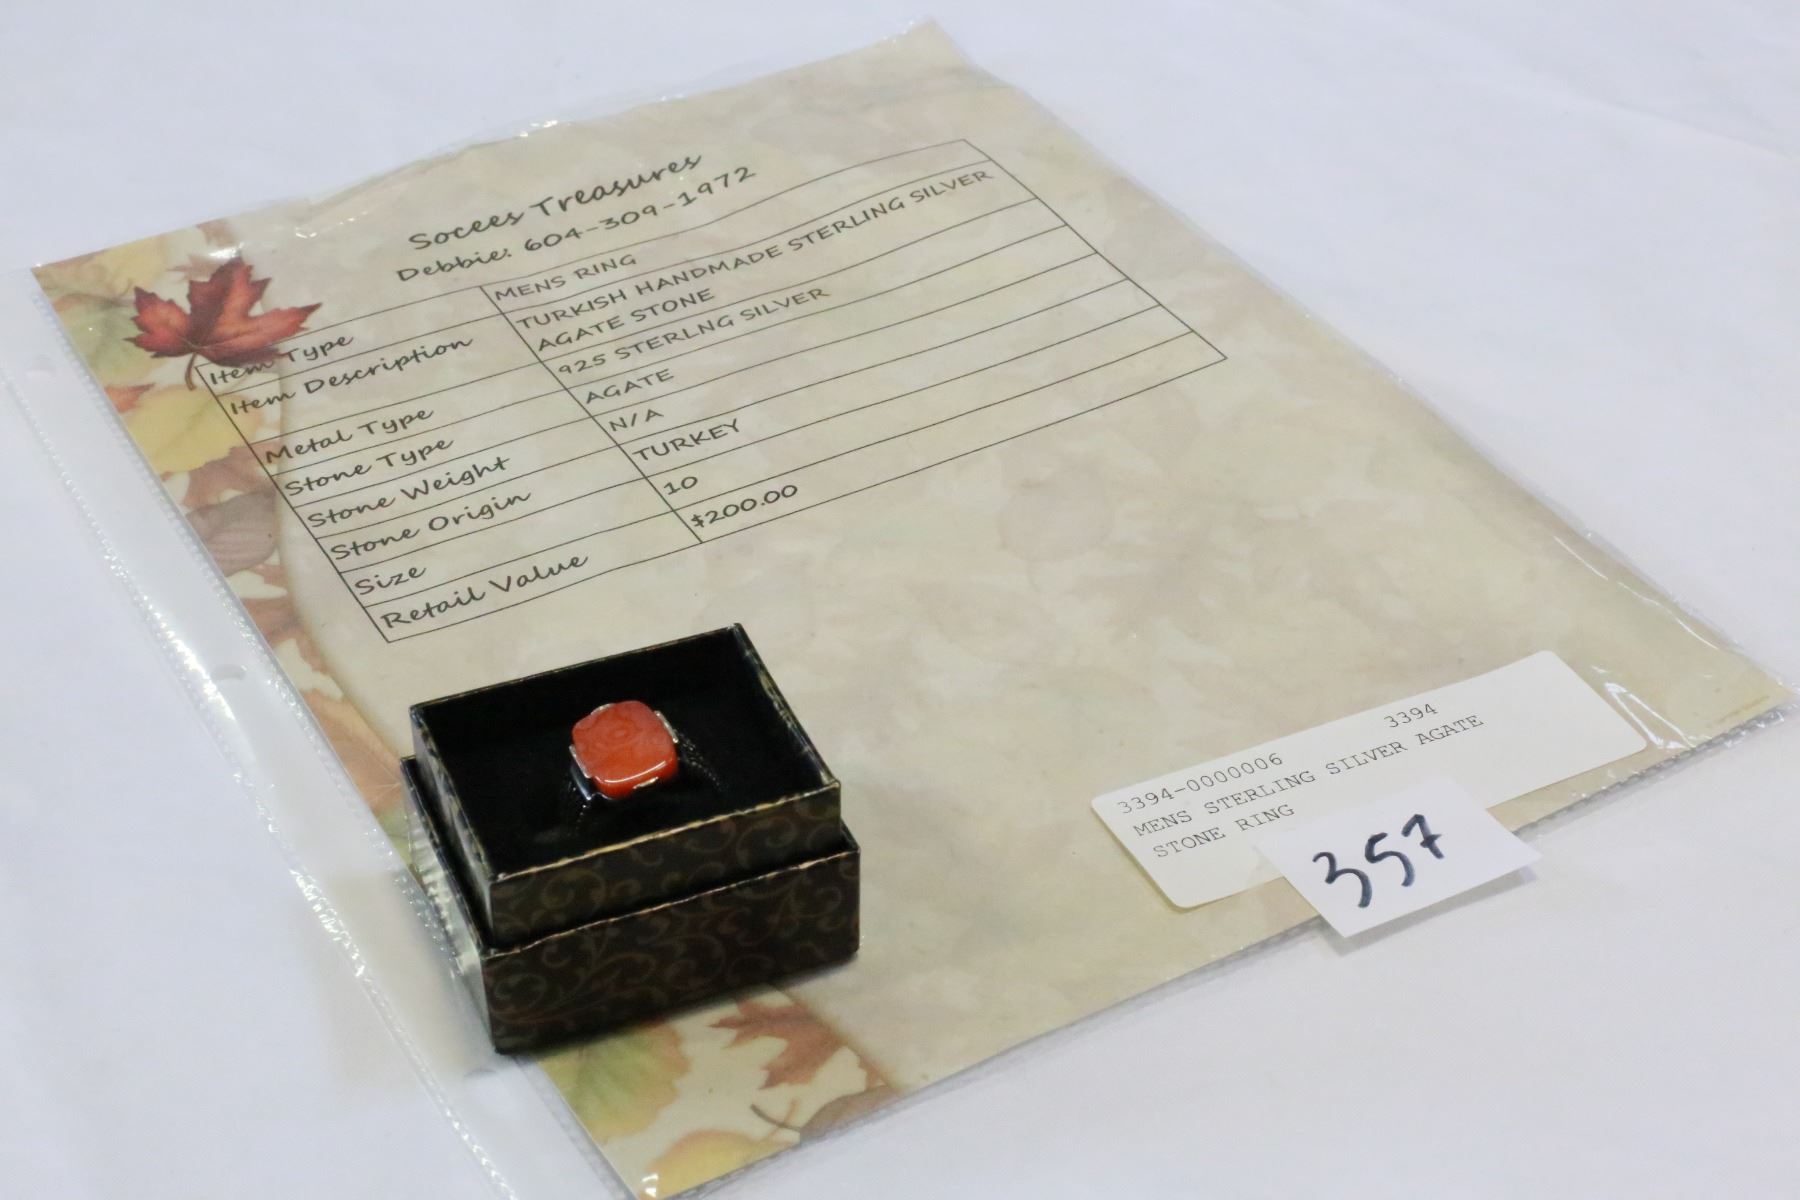 Socees Treasures
Debbie: 604-309-1972
Item Type MENS RING
Item Description TURKISH HANDMADE STERLING SILVER
AGATE STONE
Metal Type 925 STERLNG SILVER
Stone Type AGATE
Stone Weight N/A
Stone Origin TURKEY
Size 10
Retail Value $200.00
3394
3394-0000006
MENS STERLING SILVER AGATE
STONE RING
357